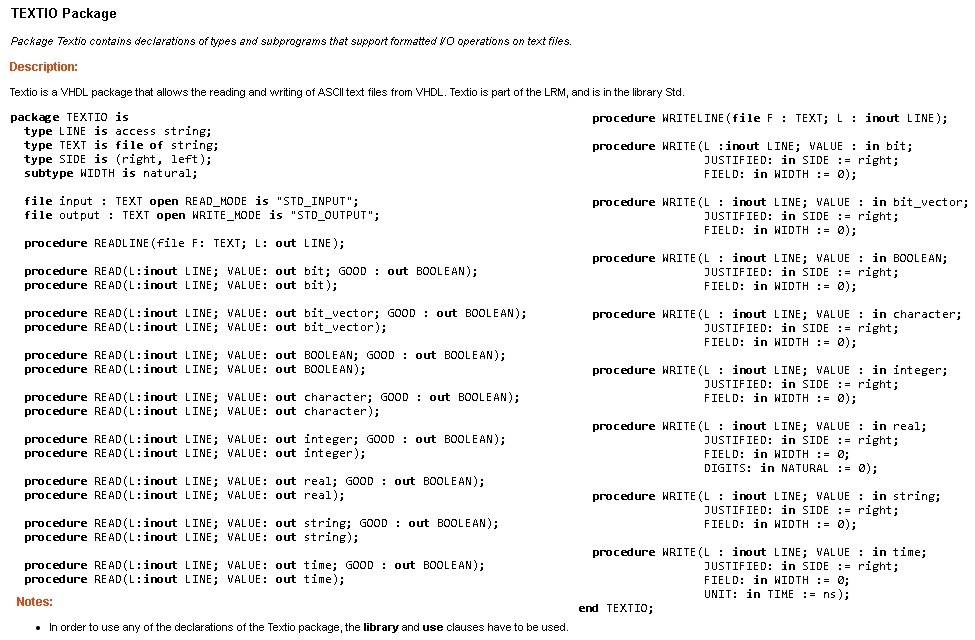 TEXTIO Package
Package Textio contains declarations of types and subprograms that support formatted I/O operations on text files.
Description:
Textio is a VHDL package that allows the reading and writing of ASCII text files from VHDL. Textio is part of the LRM, and is in the library Std.
package TEXTIO is
type LINE is access string;
type TEXT is file of string;
type SIDE is (right, left);
subtype WIDTH is natural;
file input : TEXT open READ_MODE is "STD_INPUT";
file output : TEXT open WRITE_MODE is "STD_OUTPUT";
procedure READLINE(file F: TEXT; L: out LINE);
procedure READ(L:inout LINE; VALUE: out bit; GOOD : out BOOLEAN);
procedure READ(L:inout LINE; VALUE: out bit);
procedure READ(L:inout LINE; VALUE: out bit_vector; GOOD : out BOOLEAN);
procedure READ(L:inout LINE; VALUE: out bit_vector);
procedure READ(L:inout LINE; VALUE: out BOOLEAN; GOOD : out BOOLEAN);
procedure READ(L:inout LINE; VALUE: out BOOLEAN);
procedure READ(L:inout LINE; VALUE: out character; GOOD : out BOOLEAN);
procedure READ(L:inout LINE; VALUE: out character);
procedure READ(L:inout LINE; VALUE: out integer; GOOD : out BOOLEAN);
procedure READ(L:inout LINE; VALUE: out integer);
procedure READ(L:inout LINE; VALUE: out real; GOOD : out BOOLEAN);
procedure READ(L:inout LINE; VALUE: out real);
procedure READ(L:inout LINE; VALUE: out string; GOOD : out BOOLEAN);
procedure READ(L:inout LINE; VALUE: out string);
procedure READ(L:inout LINE; VALUE: out time; GOOD : out BOOLEAN);
procedure READ(L:inout LINE; VALUE: out time);
procedure WRITELINE(file F : TEXT; L : inout LINE);
procedure WRITE(L :inout LINE; VALUE : in bit;
JUSTIFIED: in SIDE := right;
FIELD: in WIDTH := 0);
procedure WRITE(L : inout LINE; VALUE : in bit_vector;
JUSTIFIED: in SIDE := right;
FIELD: in WIDTH := 0);
procedure WRITE(L : inout LINE; VALUE : in BOOLEAN;
JUSTIFIED: in SIDE := right;
FIELD: in WIDTH := 0);
procedure WRITE(L : inout LINE; VALUE : in character;
JUSTIFIED: in SIDE := right;
FIELD: in WIDTH := 0);
procedure WRITE(L : inout LINE; VALUE : in integer;
JUSTIFIED: in SIDE := right;
FIELD: in WIDTH := 0);
procedure WRITE(L : inout LINE; VALUE : in real;
JUSTIFIED: in SIDE := right;
FIELD: in WIDTH := 0;
DIGITS: in NATURAL := 0);
procedure WRITE(L : inout LINE; VALUE : in string;
JUSTIFIED: in SIDE := right;
FIELD: in WIDTH := 0);
procedure WRITE(L : inout LINE; VALUE : in time;
JUSTIFIED: in SIDE := right;
FIELD: in WIDTH := 0;
UNIT: in TIME := ns);
end TEXTIO;
Notes:
• In order to use any of the declarations of the Textio package, the library and use clauses have to be used.